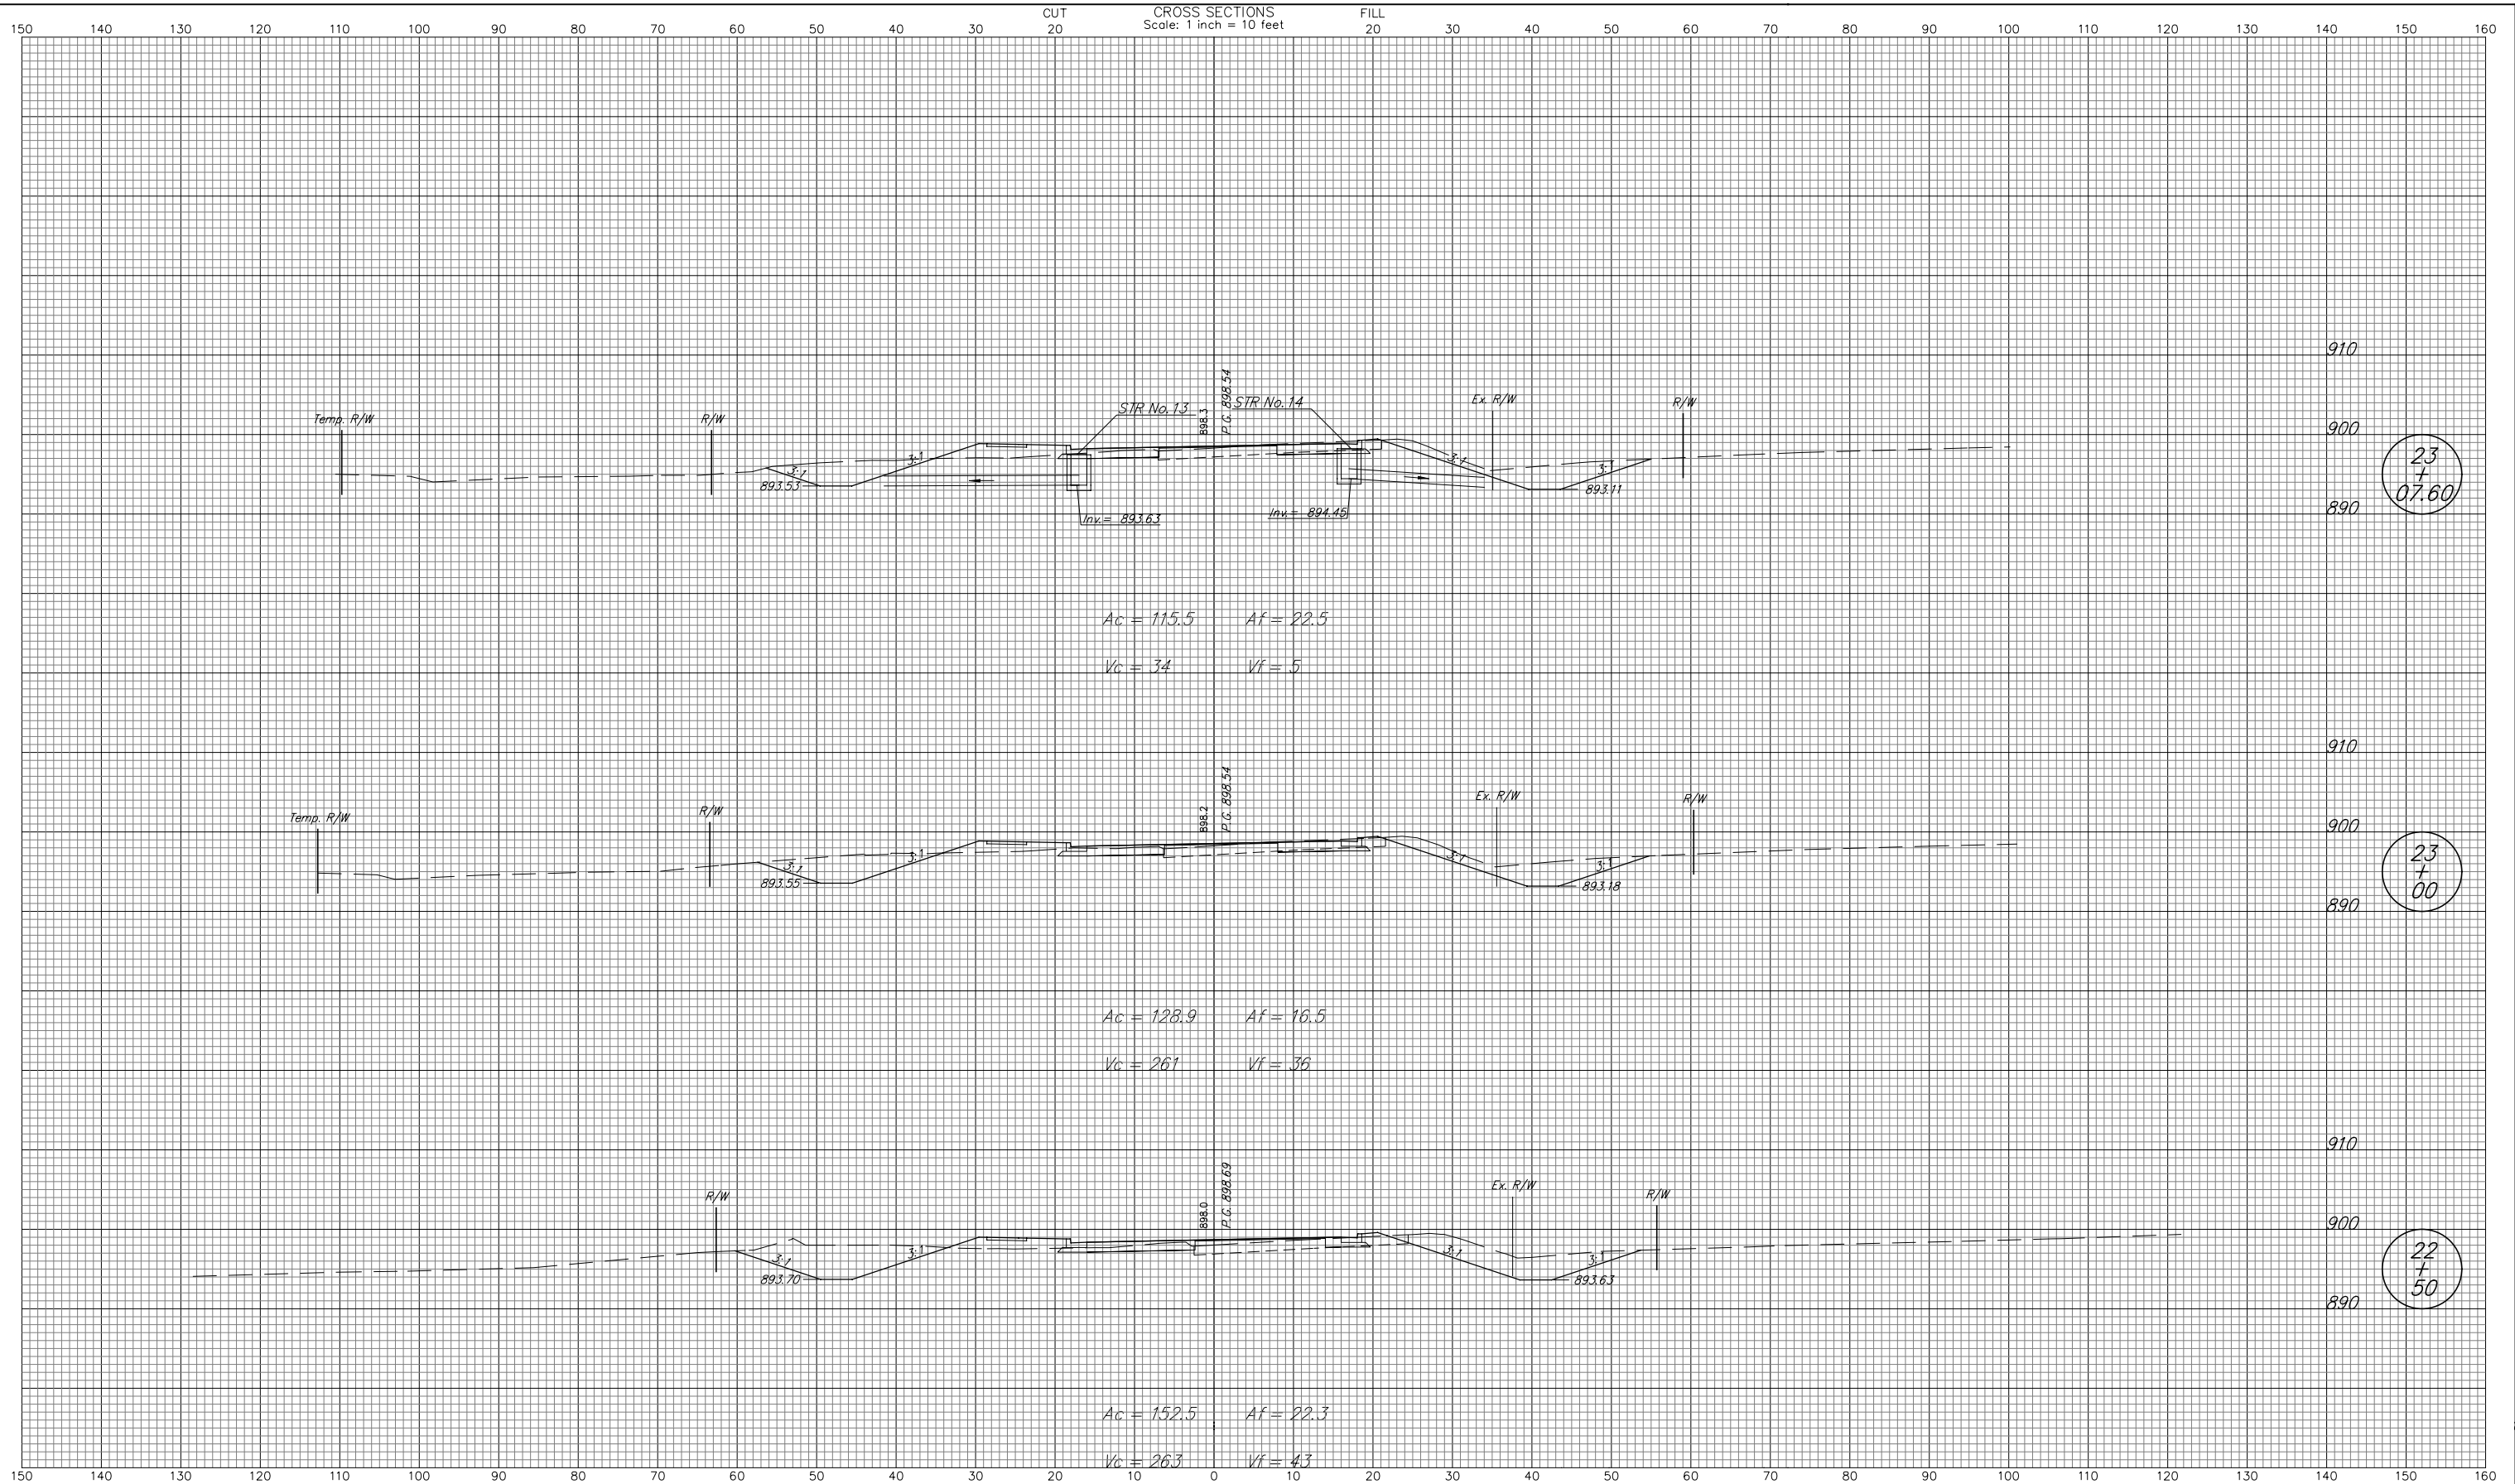 CUT CROSS SECTIONS FILL
Scale: 1 inch = 10 feet
150 140 130 120 110 100 90 80 70 60 50 40 30 20 0 20 30 40 50 60 70 80 90 100 110 120 130 140 150 160
910
P.G. 898.54
898.3
Temp. R/W
R/W
STR No. 13
STR No. 14
Ex. R/W
R/W
900
3:1
3:1
3:1
3:1
893.53
893.11
Inv.= 893.63
Inv.= 894.45
890
23
+
07.60
Ac = 115.5 Af = 22.5
Vc = 34 Vf = 5
910
P.G. 898.54
898.2
Temp. R/W
R/W
Ex. R/W
R/W
900
3:1
3:1
3:1
3:1
893.55
893.18
890
23
+
00
Ac = 128.9 Af = 16.5
Vc = 261 Vf = 36
910
P.G. 898.69
898.0
R/W
Ex. R/W
R/W
900
3:1
3:1
3:1
3:1
893.70
893.63
890
22
+
50
Ac = 152.5 Af = 22.3
Vc = 263 Vf = 43
150 140 130 120 110 100 90 80 70 60 50 40 30 20 10 0 10 20 30 40 50 60 70 80 90 100 110 120 130 140 150 160